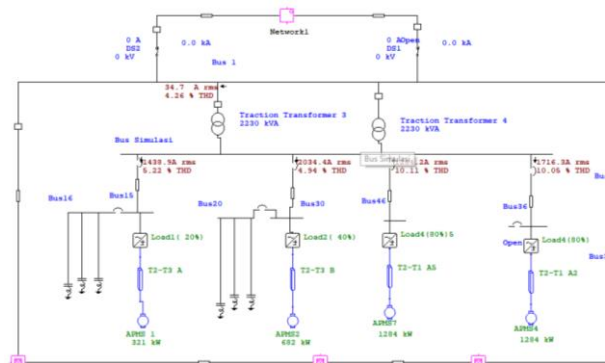 Network1
0 A
DS2
0 kV
0.0 kA
0 AOpen
DS1
0 kV
0.0 kA
Bus 1
34.7 A rms
4.26 % THD
Traction Transformer 3
2230 kVA
Traction Transformer 4
2230 kVA
Bus Simulasi
Bus Simulasi
1438.9A rms
5.22 % THD
2034.4A rms
4.94 % THD
2A rms
10.11 % THD
1716.3A rms
10.05 % THD
Bus16
Bus15
Bus20
Bus30
Bus46
Bus36
Load1( 20%)
Load2( 40%)
Load4(80%)5
Open
Load4(80%)
T2-T3 A
T2-T3 B
T2-T1 A5
T2-T1 A2
APMS 1
321 kW
APMS2
682 kW
APMS7
1284 kW
APMS4
1284 kW